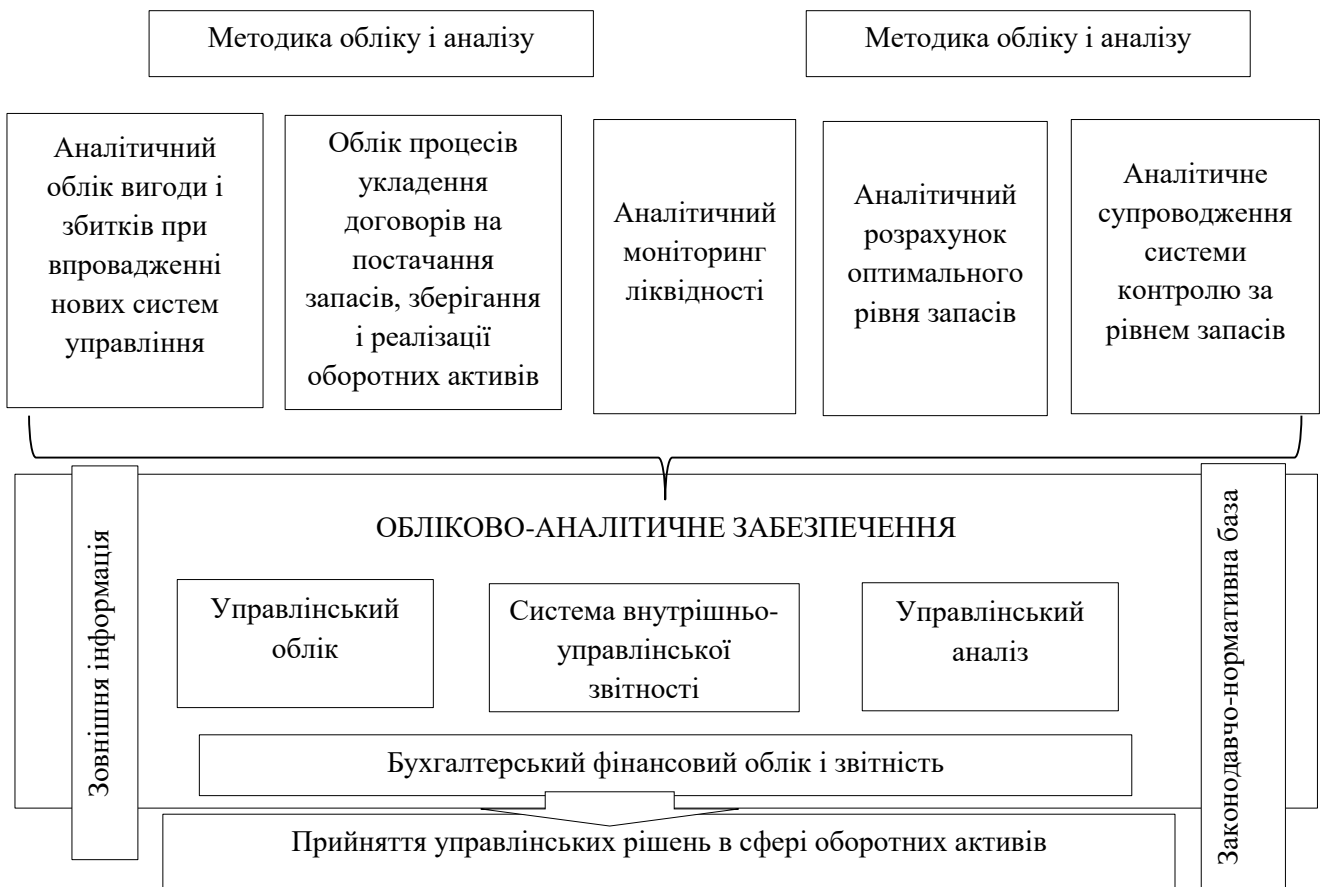 Методика обліку і аналізу
Методика обліку і аналізу
Аналітичний
облік вигоди і
збитків при
впровадженні
нових систем
управління
Облік процесів
укладення
договорів на
постачання
запасів, зберігання
і реалізації
оборотних активів
Аналітичний
моніторинг
ліквідності
Аналітичний
розрахунок
оптимального
рівня запасів
Аналітичне
супроводження
системи
контролю за
рівнем запасів
Зовнішня інформація
ОБЛІКОВО-АНАЛІТИЧНЕ ЗАБЕЗПЕЧЕННЯ
Управлінський
облік
Система внутрішньо-
управлінської
звітності
Управлінський
аналіз
Бухгалтерський фінансовий облік і звітність
Законодавчо-нормативна база
Прийняття управлінських рішень в сфері оборотних активів